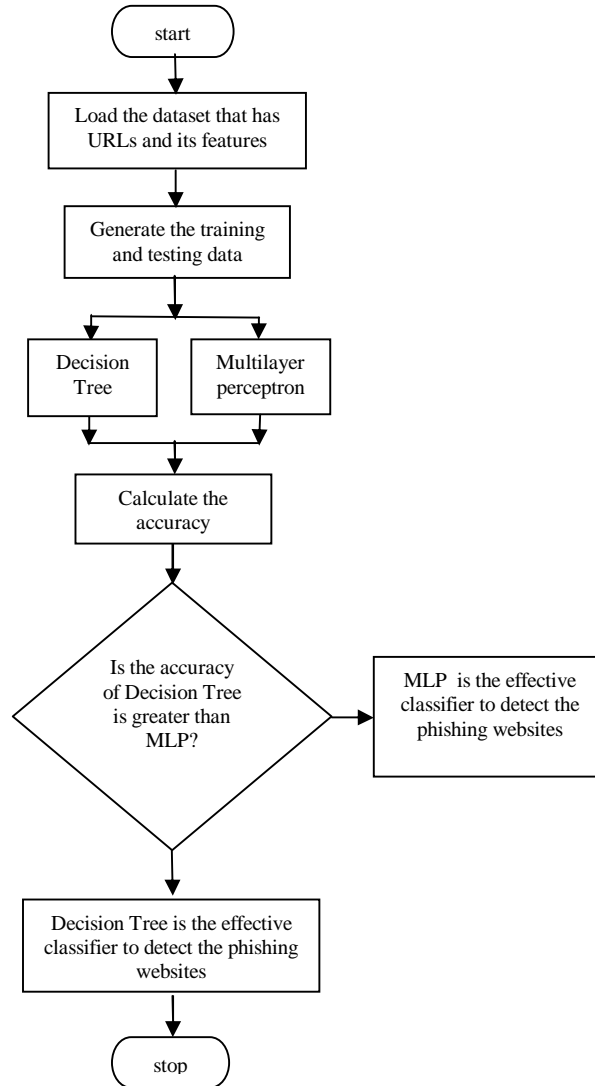 start
Load the dataset that has
URLs and its features
Generate the training
and testing data
Decision
Tree
Multilayer
perceptron
Calculate the
accuracy
Is the accuracy
of Decision Tree
is greater than
MLP?
MLP is the effective
classifier to detect the
phishing websites
Decision Tree is the effective
classifier to detect the phishing
websites
stop